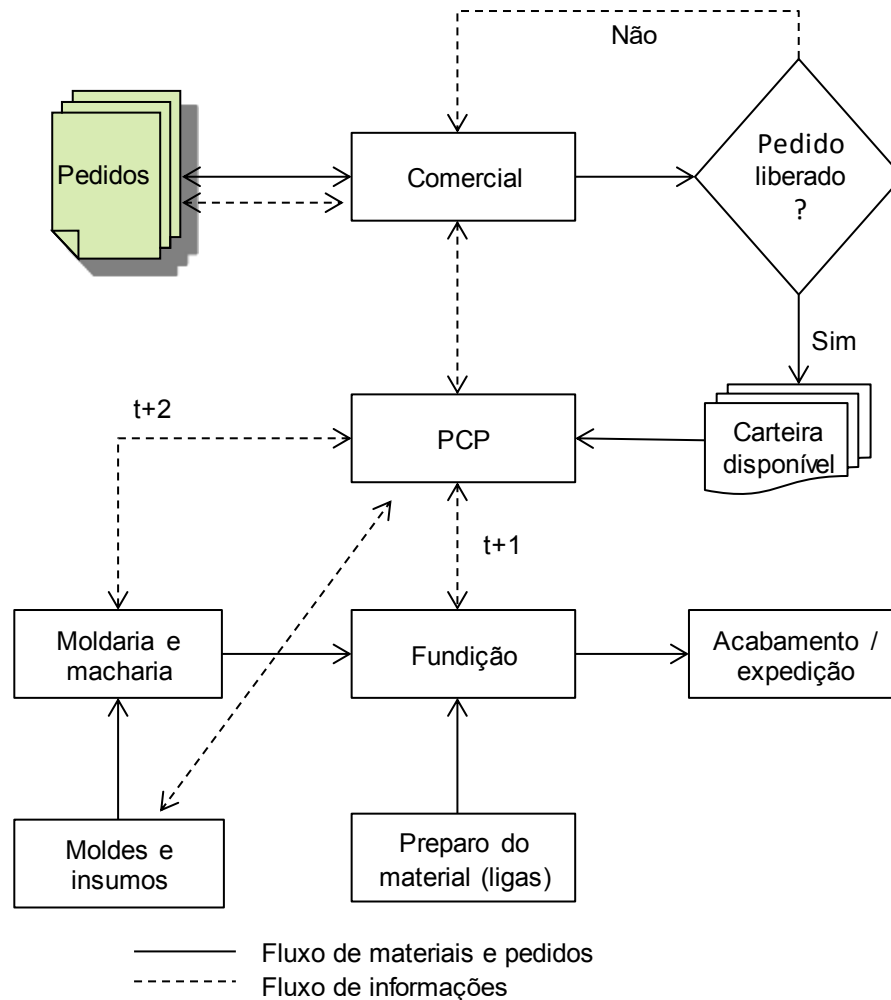 Não
Pedidos
Comercial
Pedido
liberado
?
Sim
t+2
PCP
Carteira
disponível
t+1
Moldaria e
macharia
Fundição
Acabamento /
expedição
Moldes e
insumos
Preparo do
material (ligas)
Fluxo de materiais e pedidos
Fluxo de informações